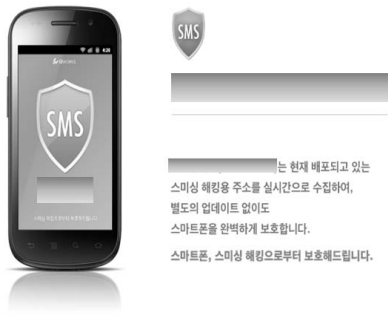 SMS
SMS
는 현재 배포되고 있는
스미싱 해킹용 주소를 실시간으로 수집하여,
별도의 업데이트 없이도
스마트폰을 완벽하게 보호합니다.
스마트폰, 스미싱 해킹으로부터 보호해드립니다.